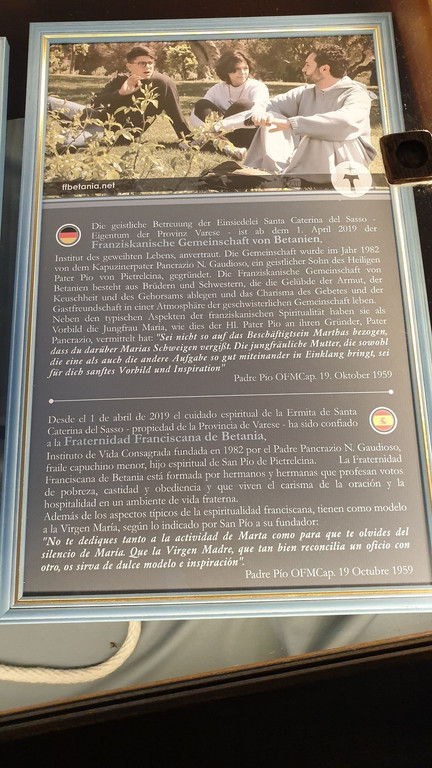 ffbetania.net
Die geistliche Betreuung der Einsiedelei Santa Caterina del Sasso -
Eigentum der Provinz Varese - ist ab dem 1. April 2019 der
Franziskanische Gemeinschaft von Betanien,
Institut des geweihten Lebens, anvertraut. Die Gemeinschaft wurde im Jahr 1982
von dem Kapuzinerpater Pancrazio N. Gaudioso, ein geistlicher Sohn des Heiligen
Pater Pio von Pietrelcina, gegründet. Die Franziskanische Gemeinschaft von
Betanien besteht aus Brüdern und Schwestern, die die Gelübde der Armut, der
Keuschheit und des Gehorsams ablegen und das Charisma des Gebetes und der
Gastfreundschaft in einer Atmosphäre der geschwisterlichen Gemeinschaft leben.
Neben den typischen Aspekten der franziskanischen Spiritualität haben sie als
Vorbild die Jungfrau Maria, wie dies der Hl. Pater Pio an ihren Gründer, Pater
Pancrazio, vermittelt hat: "Sei nicht so auf das Beschäftigtsein Marthas bezogen,
dass du darüber Marias Schweigen vergißt. Die jungfräuliche Mutter, die sowohl
die eine als auch die andere Aufgabe so gut miteinander in Einklang bringt, sei
für dich sanftes Vorbild und Inspiration"
Padre Pio OFMCap. 19. Oktober 1959
Desde el 1 de abril de 2019 el cuidado espiritual de la Ermita de Santa
Caterina del Sasso - propiedad de la Provincia de Varese - ha sido confiado
a la Fraternidad Franciscana de Betania,
Instituto de Vida Consagrada fundada en 1982 por el Padre Pancrazio N. Gaudioso,
fraile capuchino menor, hijo espiritual de San Pío de Pietrelcina. La Fraternidad
Franciscana de Betania está formada por hermanos y hermanas que profesan votos
de pobreza, castidad y obediencia y que viven el carisma de la oración y la
hospitalidad en un ambiente de vida fraterna.
Además de los aspectos típicos de la espiritualidad franciscana, tienen como modelo
a la Virgen María, según lo indicado por San Pío a su fundador:
"No te dediques tanto a la actividad de Marta como para que te olvides del
silencio de María. Que la Virgen Madre, que tan bien reconcilia un oficio con
otro, os sirva de dulce modelo e inspiración".
Padre Pío OFMCap. 19 Octubre 1959